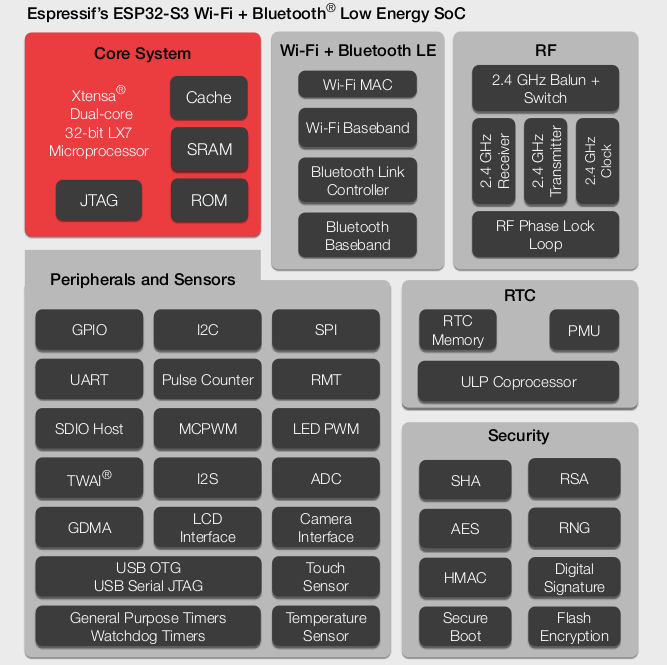 Espressif's ESP32-S3 Wi-Fi + Bluetooth® Low Energy SoC
Core System
Xtensa®
Dual-core
32-bit LX7
Microprocessor
Cache
SRAM
JTAG
ROM
Wi-Fi + Bluetooth LE
Wi-Fi MAC
Wi-Fi Baseband
Bluetooth Link
Controller
Bluetooth
Baseband
RF
2.4 GHz Balun +
Switch
2.4 GHz
Receiver
2.4 GHz
Transmitter
2.4 GHz
Clock
RF Phase Lock
Loop
Peripherals and Sensors
GPIO
I2C
SPI
UART
Pulse Counter
RMT
SDIO Host
MCPWM
LED PWM
TWAI®
I2S
ADC
GDMA
LCD
Interface
Camera
Interface
USB OTG
USB Serial JTAG
Touch
Sensor
General Purpose Timers
Watchdog Timers
Temperature
Sensor
RTC
RTC
Memory
PMU
ULP Coprocessor
Security
SHA
RSA
AES
RNG
HMAC
Digital
Signature
Secure
Boot
Flash
Encryption